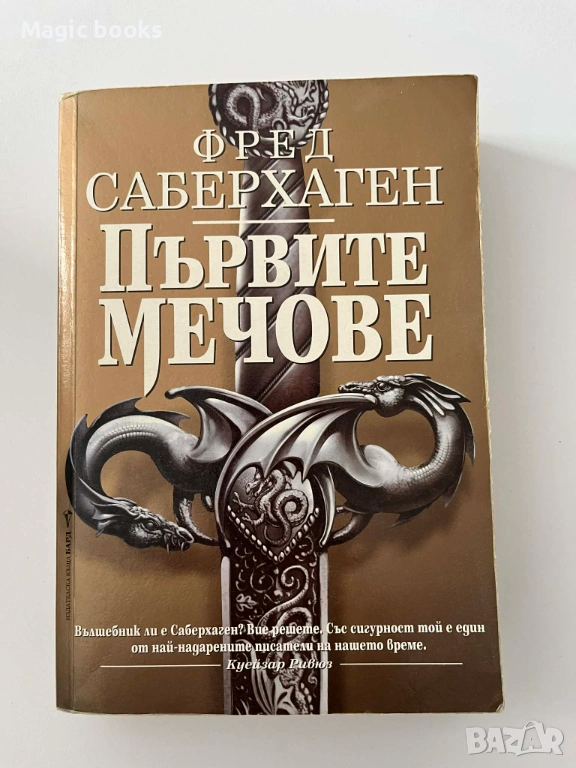 Magic books
ФРЕД
САБЕРХАГЕН
ПЪРВИТЕ
МЕЧОВЕ
ИЗДАТЕЛСКА КЪЩА БАРД
Вълшебник ли е Саберхаген? Вие решете. Със сигурност той е един
от най-надарените писатели на нашето време.
Куейзар Ривюз
BAZAR